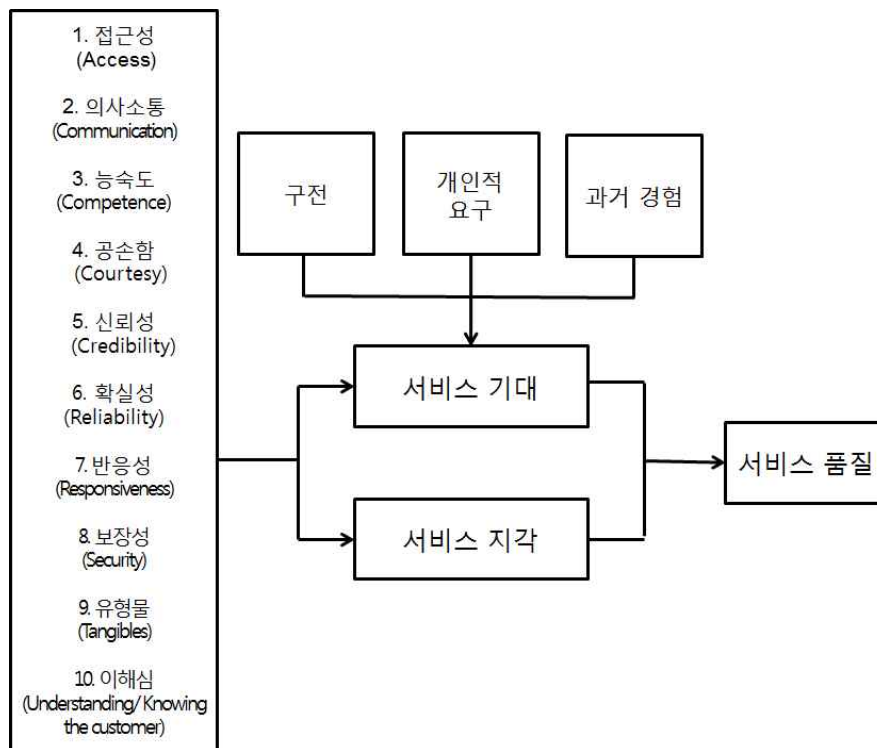 1. 접근성
(Access)
2. 의사소통
(Communication)
3. 능숙도
(Competence)
4. 공손함
(Courtesy)
5. 신뢰성
(Credibility)
6. 확실성
(Reliability)
7. 반응성
(Responsiveness)
8. 보장성
(Security)
9. 유형물
(Tangibles)
10. 이해심
(Understanding/ Knowing
the customer)
구전
개인적
요구
과거 경험
서비스 기대
서비스 지각
서비스 품질